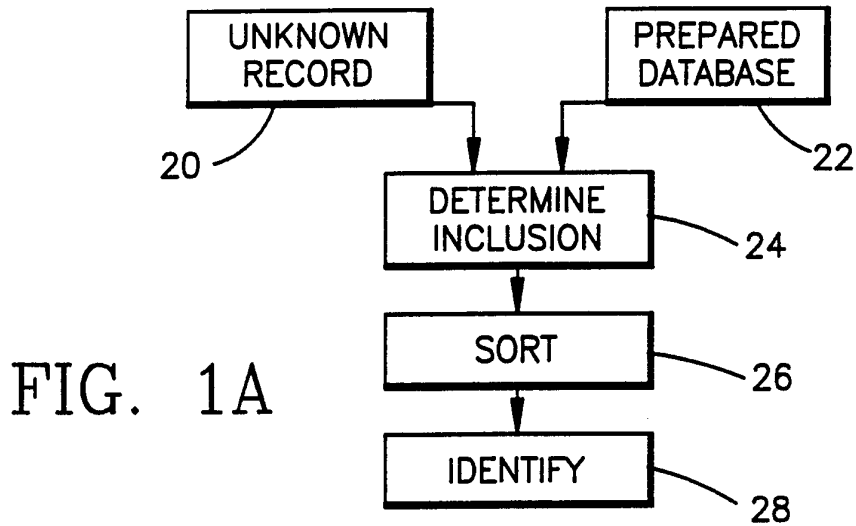 UNKNOWN
RECORD
PREPARED
DATABASE
20
22
DETERMINE
INCLUSION
24
SORT
26
FIG. 1A
IDENTIFY
28